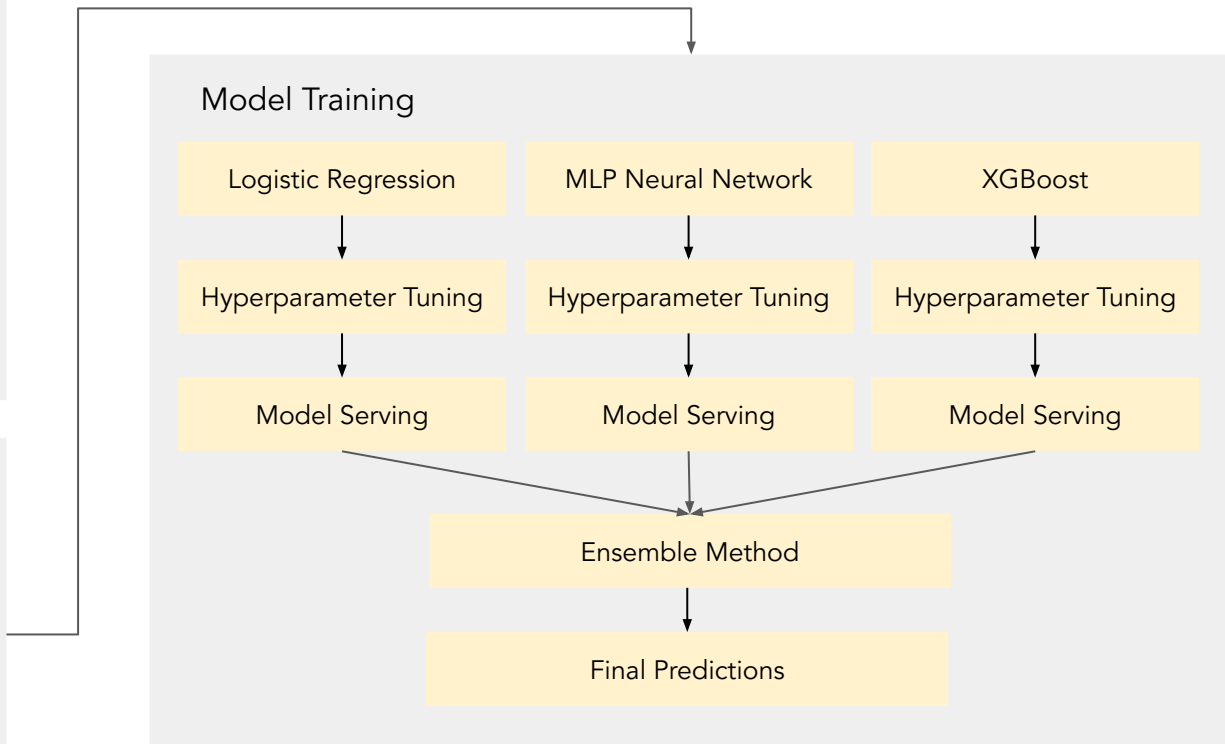 Model Training
Logistic Regression
MLP Neural Network
XGBoost
Hyperparameter Tuning
Hyperparameter Tuning
Hyperparameter Tuning
Model Serving
Model Serving
Model Serving
Ensemble Method
Final Predictions